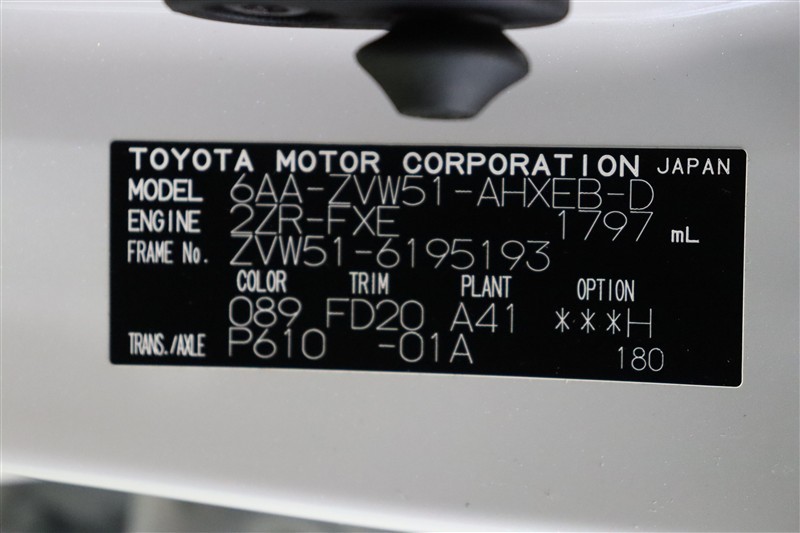 TOYOTA MOTOR CORPORATION JAPAN
MODEL 6AA-ZVW51-AHXEB-D
ENGINE 2ZR-FXE 1797 mL
FRAME No. ZVW51-6195193
COLOR TRIM PLANT OPTION
089 FD20 A41 ***H
TRANS./AXLE P610 -01A 180